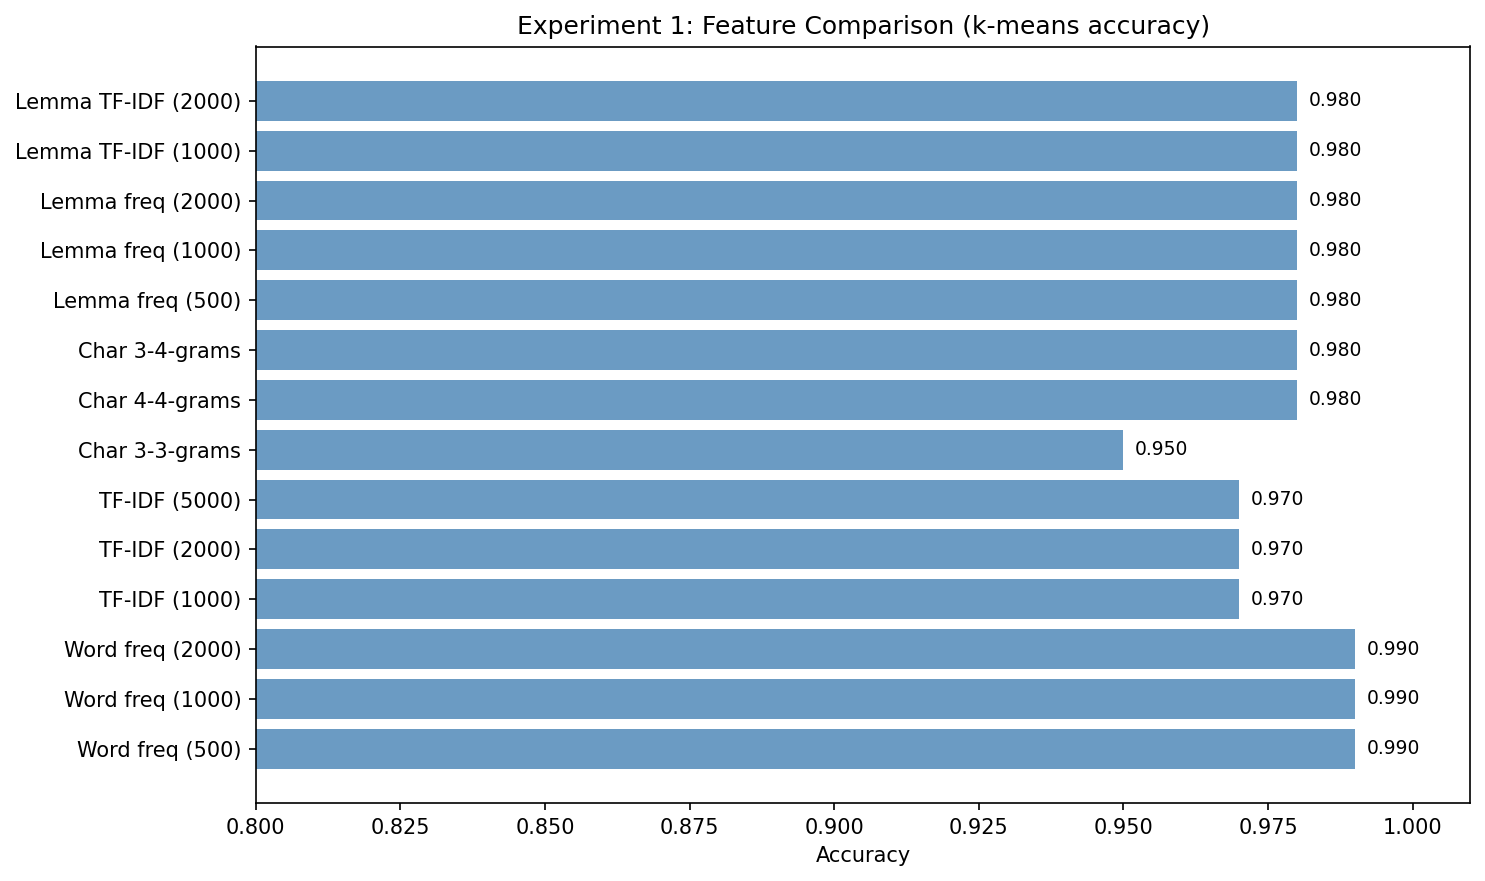 Experiment 1: Feature Comparison (k-means accuracy)
Lemma TF-IDF (2000) 0.980
Lemma TF-IDF (1000) 0.980
Lemma freq (2000) 0.980
Lemma freq (1000) 0.980
Lemma freq (500) 0.980
Char 3-4-grams 0.980
Char 4-4-grams 0.980
Char 3-3-grams 0.950
TF-IDF (5000) 0.970
TF-IDF (2000) 0.970
TF-IDF (1000) 0.970
Word freq (2000) 0.990
Word freq (1000) 0.990
Word freq (500) 0.990
0.800 0.825 0.850 0.875 0.900 0.925 0.950 0.975 1.000
Accuracy